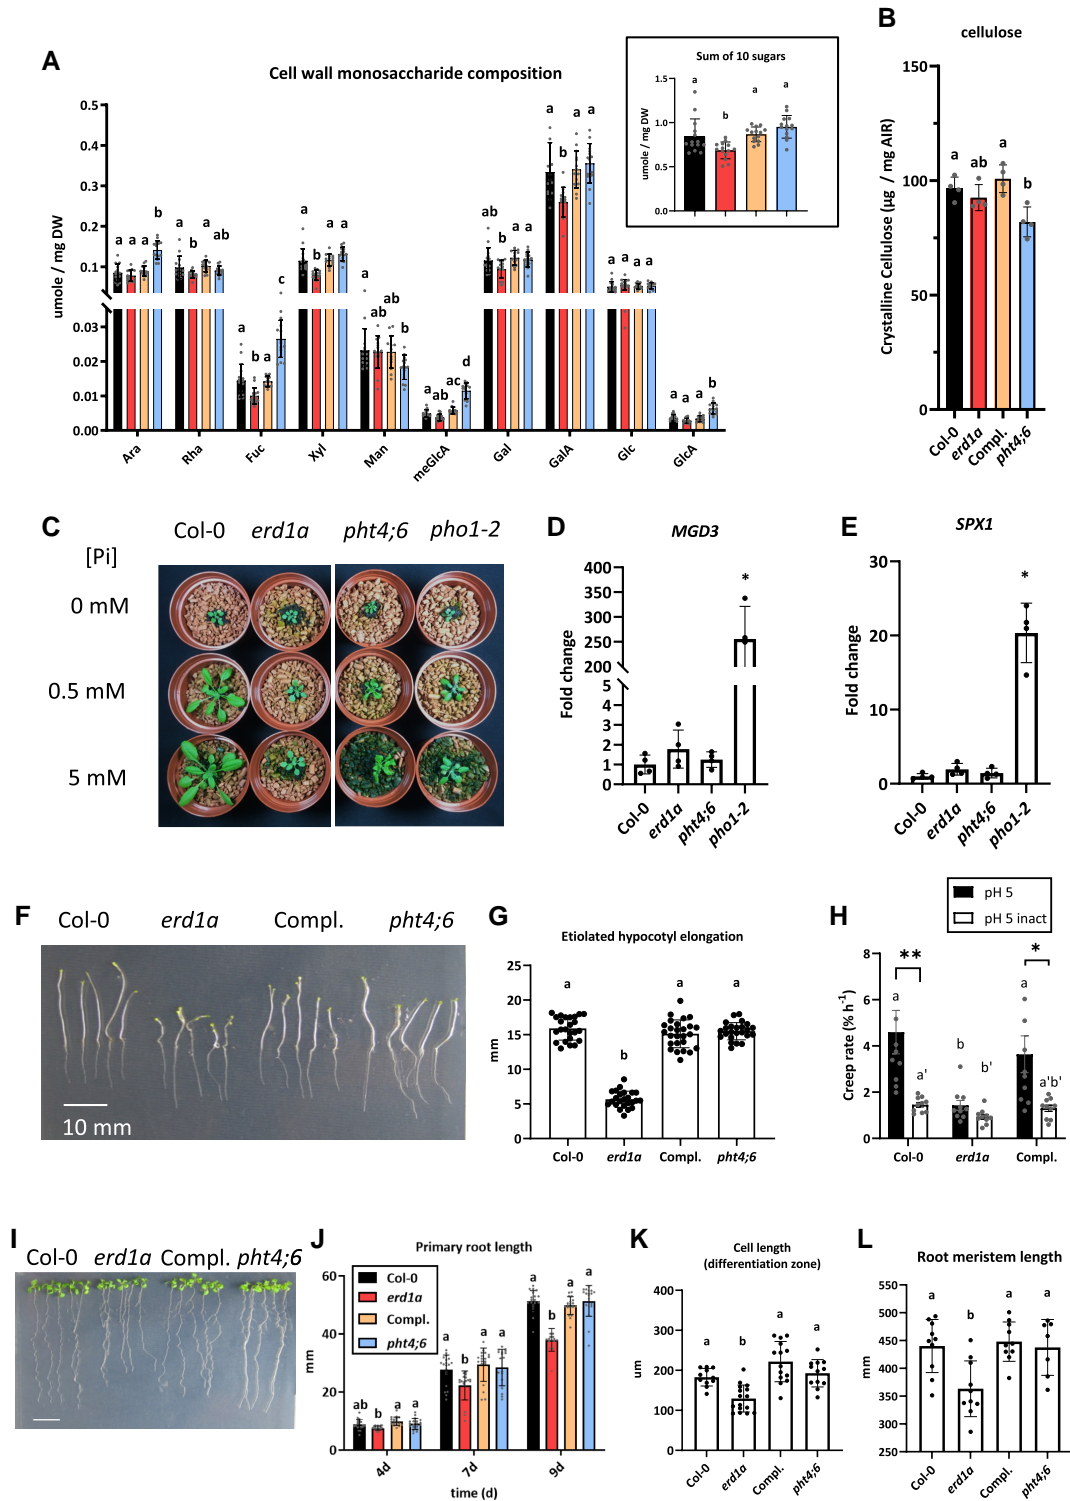 A
Cell wall monosaccharide composition
umole / mg DW
0.5
0.4
0.3
0.2
0.1
0.03
0.02
0.01
0.00
a a a b
a b a ab
a b a c
a b a a
a ab ab b
a ab ac d
ab b a a
a b a a
a a a a
a a a b
Ara Rha Fuc Xyl Man meGlcA Gal GalA Glc GlcA
Sum of 10 sugars
umole / mg DW
1.5
1.0
0.5
0.0
a b a a
B
cellulose
Crystalline Cellulose (µg / mg AIR)
150
100
50
0
a ab a b
Col-0 erd1a Compl. pht4;6
C
Col-0 erd1a pht4;6 pho1-2
[Pi]
0 mM
0.5 mM
5 mM
D
MGD3
Fold change
400
350
300
250
200
5
4
3
2
1
0
*
Col-0 erd1a pht4;6 pho1-2
E
SPX1
Fold change
30
20
10
0
*
Col-0 erd1a pht4;6 pho1-2
F
Col-0 erd1a Compl. pht4;6
10 mm
G
Etiolated hypocotyl elongation
mm
25
20
15
10
5
0
a b a a
Col-0 erd1a Compl. pht4;6
H
pH 5
pH 5 inact
Creep rate (% h-1)
8
6
4
2
0
** *
a a' b b' a a'b'
Col-0 erd1a Compl.
I
Col-0 erd1a Compl. pht4;6
J
Primary root length
Col-0
erd1a
Compl.
pht4;6
mm
60
40
20
0
ab b a a
a b a a
a b a a
4d 7d 9d
time (d)
K
Cell length
(differentiation zone)
um
400
300
200
100
0
a b a a
Col-0 erd1a Compl. pht4;6
L
Root meristem length
mm
550
500
450
400
350
300
250
a b a a
Col-0 erd1a Compl. pht4;6